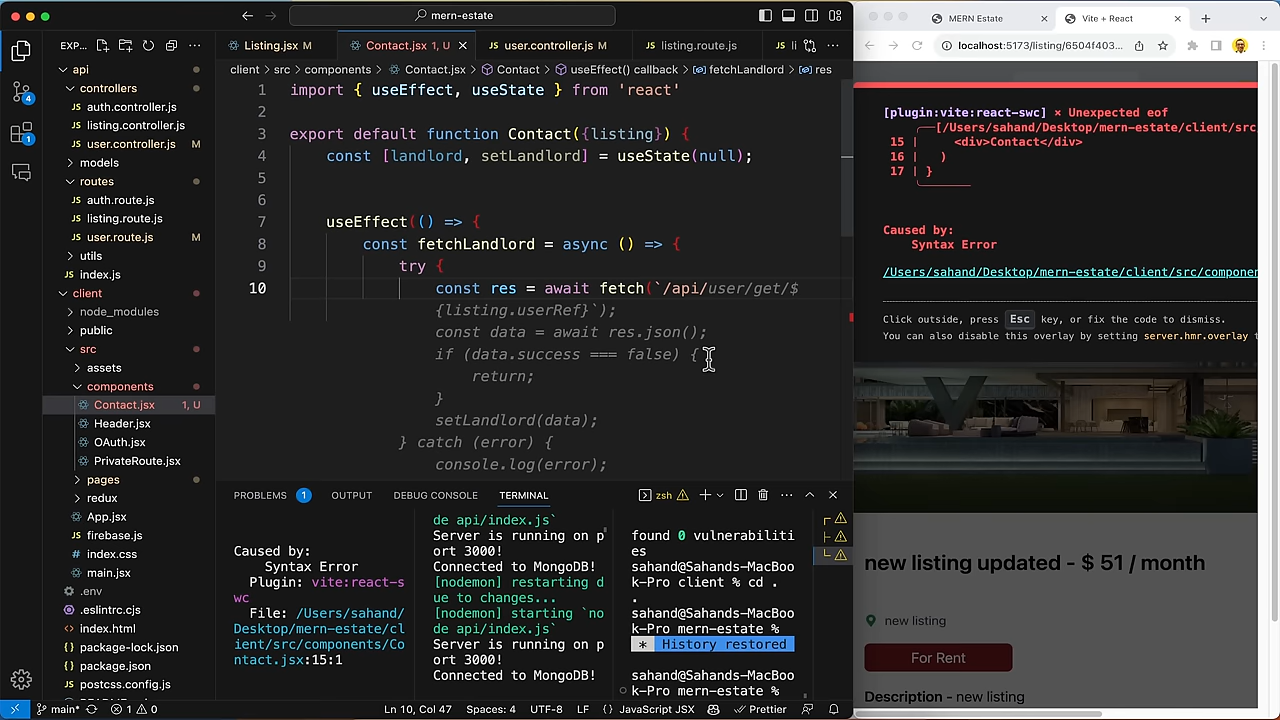 mern-estate
EXP...
api
controllers
auth.controller.js
listing.controller.js
user.controller.js M
models
routes
auth.route.js
listing.route.js
user.route.js M
utils
index.js
client
node_modules
public
src
assets
components
Contact.jsx 1, U
Header.jsx
OAuth.jsx
PrivateRoute.jsx
pages
redux
App.jsx
firebase.js
index.css
main.jsx
.env
.eslintrc.cjs
index.html
package-lock.json
package.json
postcss.config.js
4
1
Listing.jsx M
Contact.jsx 1, U
user.controller.js M
listing.route.js
li
client > src > components > Contact.jsx > Contact > useEffect() callback > fetchLandlord > res
1 import { useEffect, useState } from 'react'
2
3 export default function Contact({listing}) {
4 const [landlord, setLandlord] = useState(null);
5
6
7 useEffect(() => {
8 const fetchLandlord = async () => {
9 try {
10 const res = await fetch(`/api/user/get/$
{listing.userRef}`);
const data = await res.json();
if (data.success === false) {
return;
}
setLandlord(data);
} catch (error) {
console.log(error);
PROBLEMS 1 OUTPUT DEBUG CONSOLE TERMINAL
zsh
Caused by:
Syntax Error
Plugin: vite:react-s
wc
File: /Users/sahand/
Desktop/mern-estate/cl
ient/src/components/Co
ntact.jsx:15:1
de api/index.js`
Server is running on p
ort 3000!
Connected to MongoDB!
[nodemon] restarting d
ue to changes...
[nodemon] starting `no
de api/index.js`
Server is running on p
ort 3000!
Connected to MongoDB!
found 0 vulnerabiliti
es
sahand@Sahands-MacBoo
k-Pro client % cd .
.
sahand@Sahands-MacBoo
k-Pro mern-estate %
* History restored
sahand@Sahands-MacBoo
k-Pro mern-estate %
main* 1 0 Ln 10, Col 47 Spaces: 4 UTF-8 LF {} JavaScript JSX Prettier
MERN Estate
Vite + React
localhost:5173/listing/6504f403...
[plugin:vite:react-swc] × Unexpected eof
[/Users/sahand/Desktop/mern-estate/client/src
15 | <div>Contact</div>
16 | )
17 | }
Caused by:
Syntax Error
/Users/sahand/Desktop/mern-estate/client/src/componen
Click outside, press Esc key, or fix the code to dismiss.
You can also disable this overlay by setting server.hmr.overlay t
new listing updated - $ 51 / month
new listing
For Rent
Description - new listing